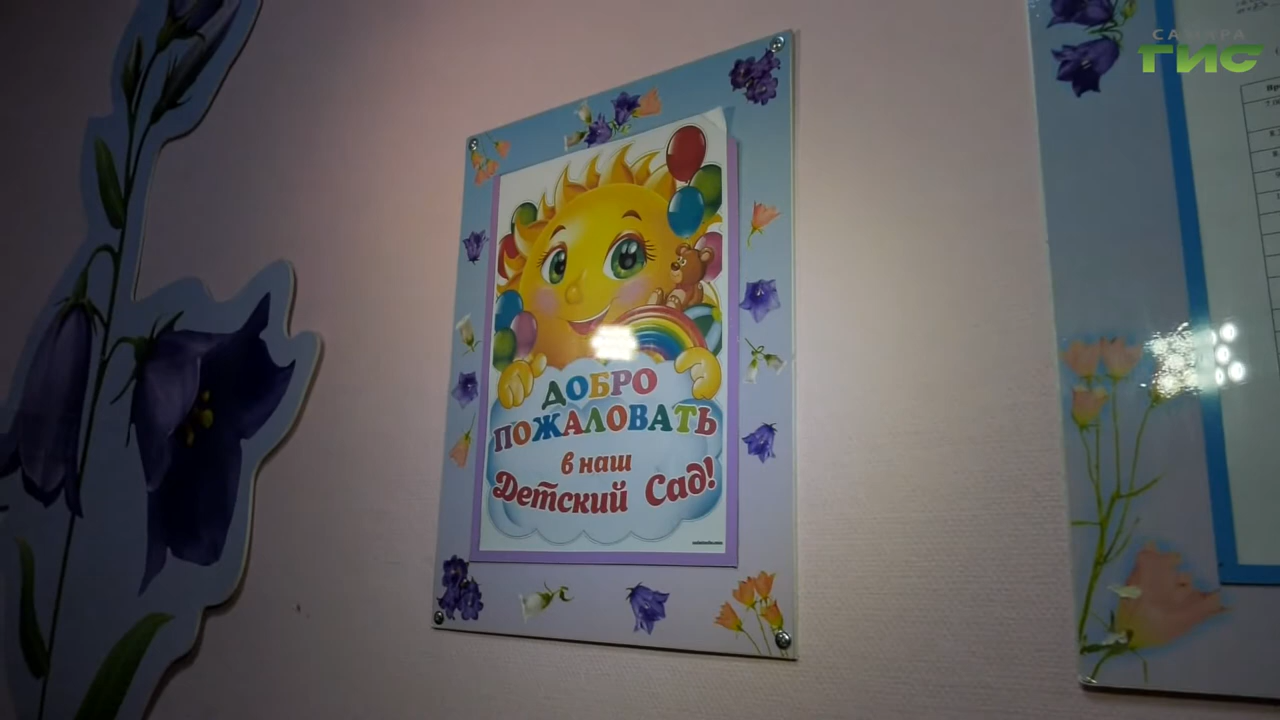 САМАРА
ГИС
ДОБРО
ПОЖАЛОВАТЬ
в наш
Детский Сад!